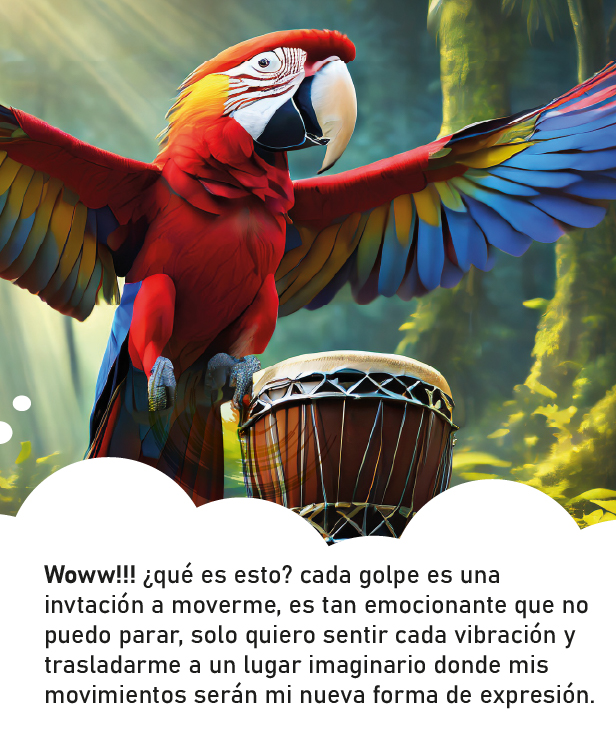 Woww!!! ¿qué es esto? cada golpe es una
invtación a moverme, es tan emocionante que no
puedo parar, solo quiero sentir cada vibración y
trasladarme a un lugar imaginario donde mis
movimientos serán mi nueva forma de expresión.